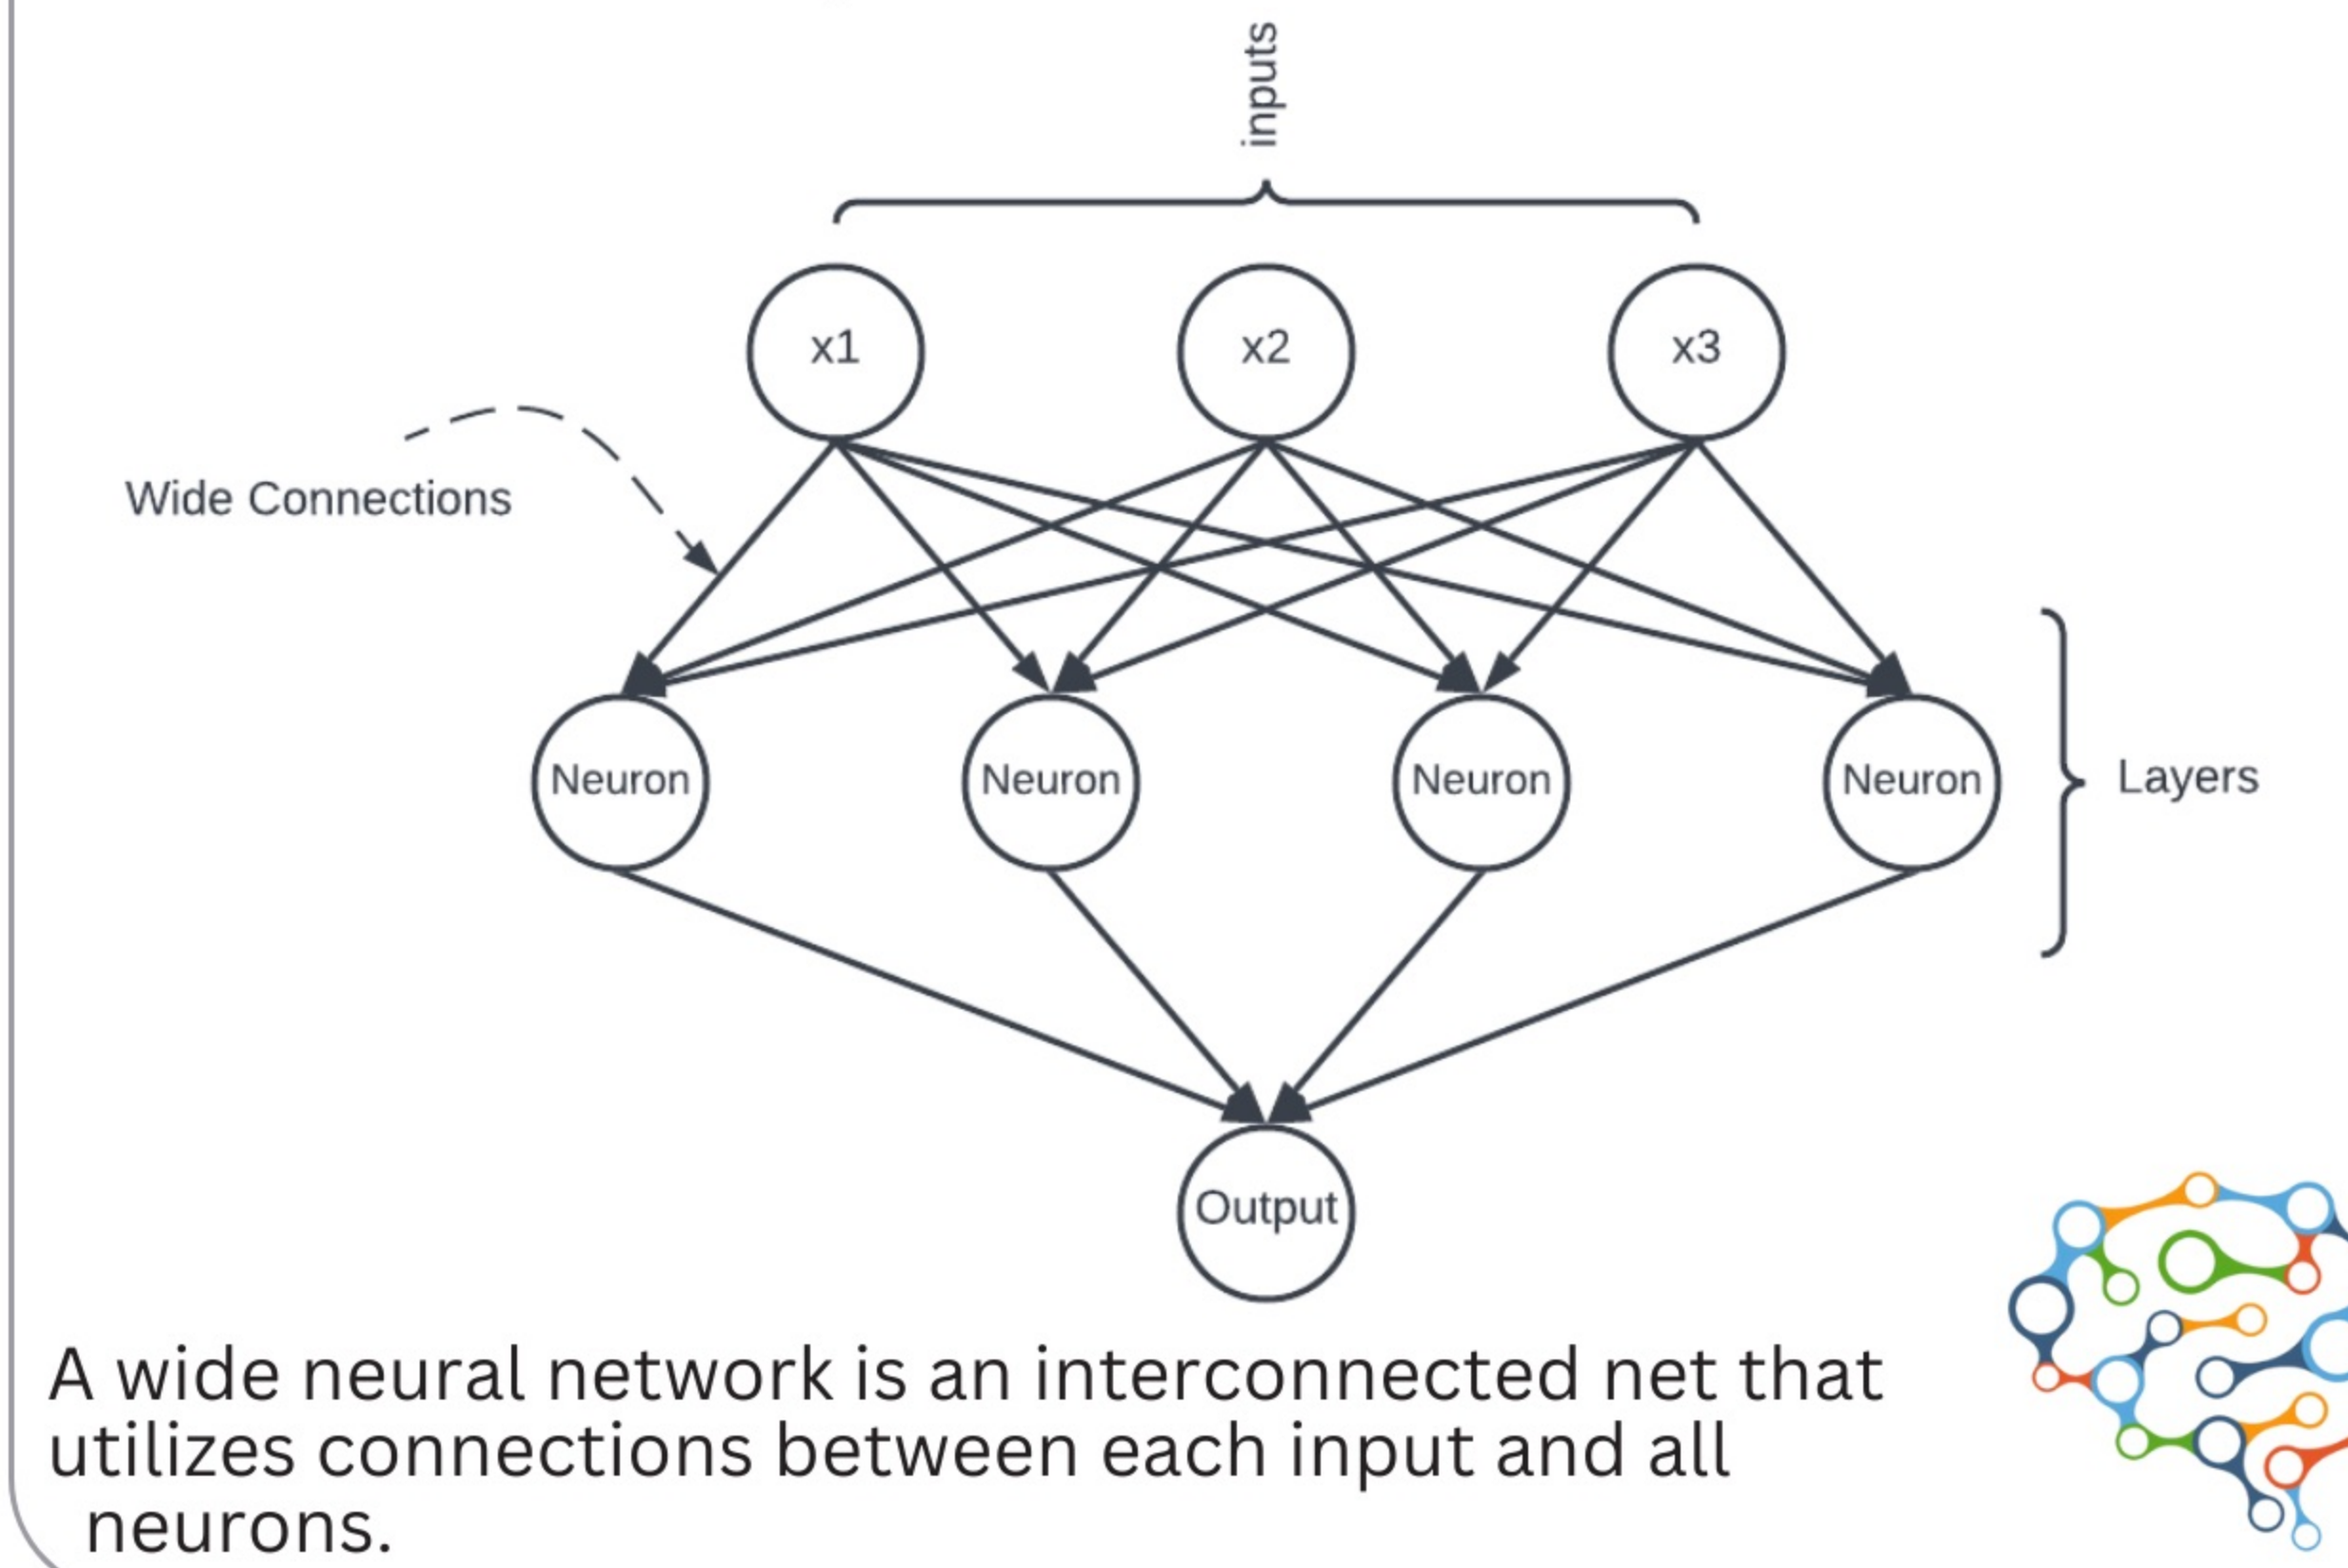 inputs
x1
x2
x3
Wide Connections
Neuron
Neuron
Neuron
Neuron
Layers
Output
A wide neural network is an interconnected net that
utilizes connections between each input and all
neurons.